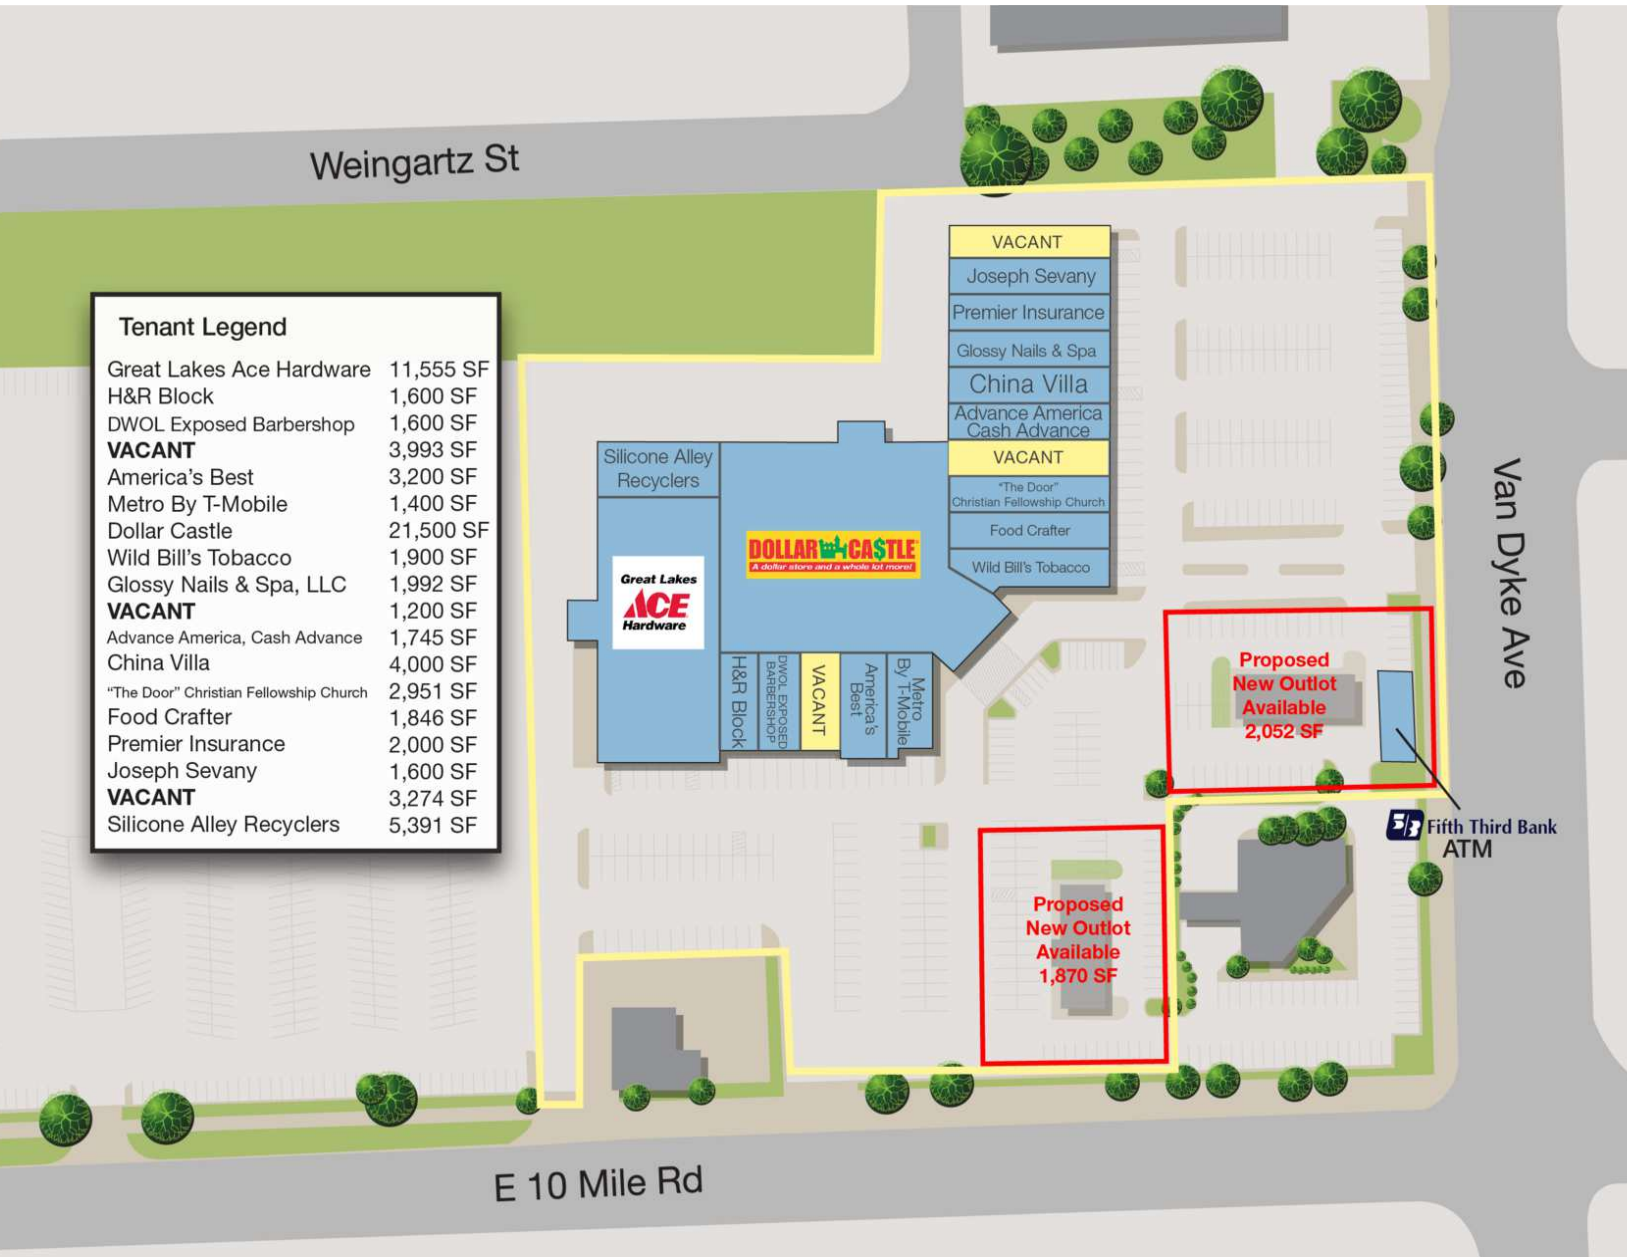 Weingartz St
Tenant Legend
Great Lakes Ace Hardware 11,555 SF
H&R Block 1,600 SF
DWOL Exposed Barbershop 1,600 SF
VACANT 3,993 SF
America's Best 3,200 SF
Metro By T-Mobile 1,400 SF
Dollar Castle 21,500 SF
Wild Bill's Tobacco 1,900 SF
Glossy Nails & Spa, LLC 1,992 SF
VACANT 1,200 SF
Advance America, Cash Advance 1,745 SF
China Villa 4,000 SF
“The Door” Christian Fellowship Church 2,951 SF
Food Crafter 1,846 SF
Premier Insurance 2,000 SF
Joseph Sevany 1,600 SF
VACANT 3,274 SF
Silicone Alley Recyclers 5,391 SF
VACANT
Joseph Sevany
Premier Insurance
Glossy Nails & Spa
China Villa
Advance America
Cash Advance
VACANT
“The Door”
Christian Fellowship Church
Food Crafter
Wild Bill's Tobacco
Silicone Alley
Recyclers
Great Lakes
ACE
Hardware
DOLLAR CA$TLE
A dollar store and a whole lot more!
H&R Block
DWOL EXPOSED
BARBERSHOP
VACANT
America's
Best
Metro
By T-Mobile
Van Dyke Ave
Proposed
New Outlot
Available
2,052 SF
5/3 Fifth Third Bank
ATM
Proposed
New Outlot
Available
1,870 SF
E 10 Mile Rd